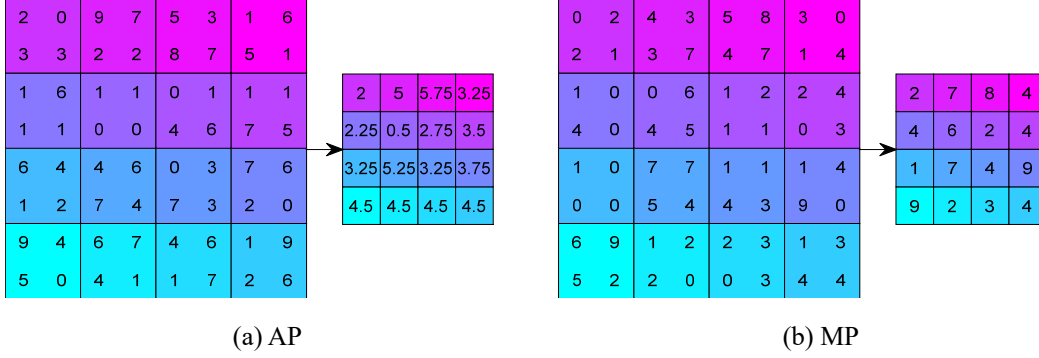 2 0 9 7 5 3 1 6
3 3 2 2 8 7 5 1
1 6 1 1 0 1 1 1
1 1 0 0 4 6 7 5
6 4 4 6 0 3 7 6
1 2 7 4 7 3 2 0
9 4 6 7 4 6 1 9
5 0 4 1 1 7 2 6
2 5 5.75 3.25
2.25 0.5 2.75 3.5
3.25 5.25 3.25 3.75
4.5 4.5 4.5 4.5
(a) AP
0 2 4 3 5 8 3 0
2 1 3 7 4 7 1 4
1 0 0 6 1 2 2 4
4 0 4 5 1 1 0 3
1 0 7 7 1 1 1 4
0 0 5 4 4 3 9 0
6 9 1 2 2 3 1 3
5 2 2 0 0 3 4 4
2 7 8 4
4 6 2 4
1 7 4 9
9 2 3 4
(b) MP